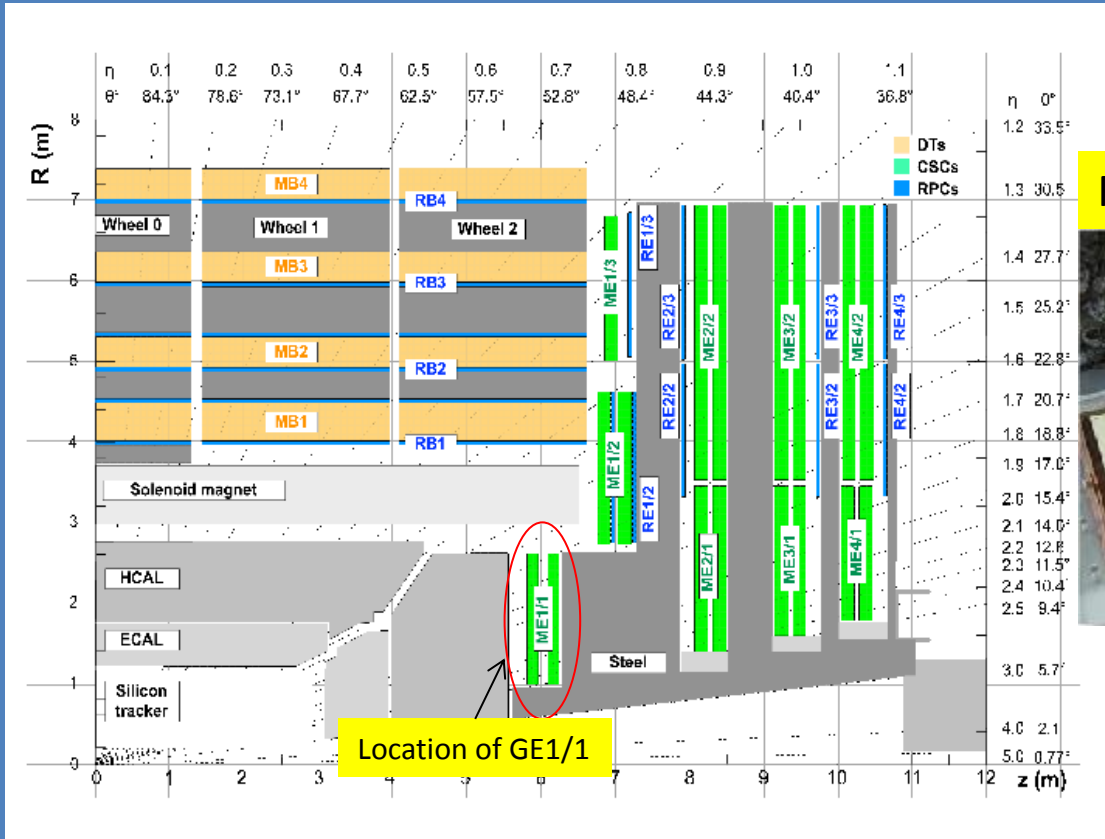 η 0.1 0.2 0.3 0.4 0.5 0.6 0.7 0.8 0.9 1.0 1.1
θ° 84.3° 78.6° 73.1° 67.7° 62.5° 57.5° 52.8° 48.4° 44.3° 40.4° 36.8°
η θ°
R (m)
8
7
6
5
4
3
2
1
0
1.2 33.5°
1.3 30.5
1.4 27.7°
1.5 25.2°
1.6 22.8°
1.7 20.7°
1.8 18.8°
1.9 17.0°
2.0 15.4°
2.1 14.0°
2.2 12.6°
2.3 11.5°
2.4 10.4°
2.5 9.4°
3.0 5.7°
4.0 2.1
5.0 0.77°
DTs
CSCs
RPCs
MB4
RB4
Wheel 0 Wheel 1 Wheel 2
MB3
RB3
MB2
RB2
MB1
RB1
Solenoid magnet
HCAL
ECAL
Silicon
tracker
Steel
ME1/3
RE1/3
ME1/2
RE1/2
ME1/1
RE2/3
RE2/2
ME2/2
ME2/1
ME3/2
ME3/1
RE3/3
RE3/2
ME4/2
ME4/1
RE4/3
RE4/2
Location of GE1/1
0 1 2 3 4 5 6 7 8 9 10 11 12 z (m)